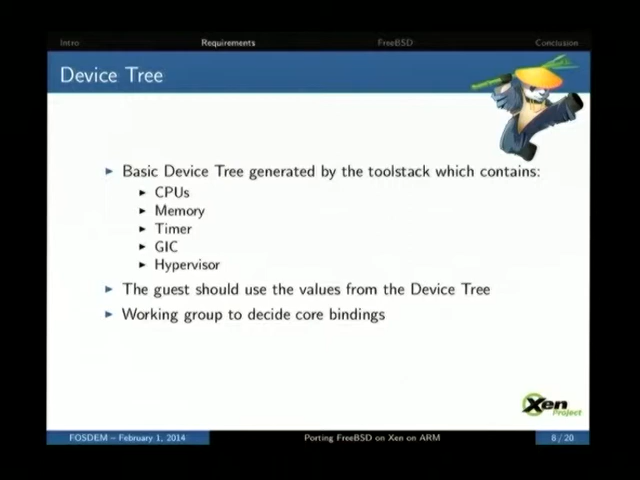 Intro Requirements FreeBSD Conclusion
Device Tree
Basic Device Tree generated by the toolstack which contains:
CPUs
Memory
Timer
GIC
Hypervisor
The guest should use the values from the Device Tree
Working group to decide core bindings
Xen
Project
FOSDEM – February 1, 2014 Porting FreeBSD on Xen on ARM 8 / 20